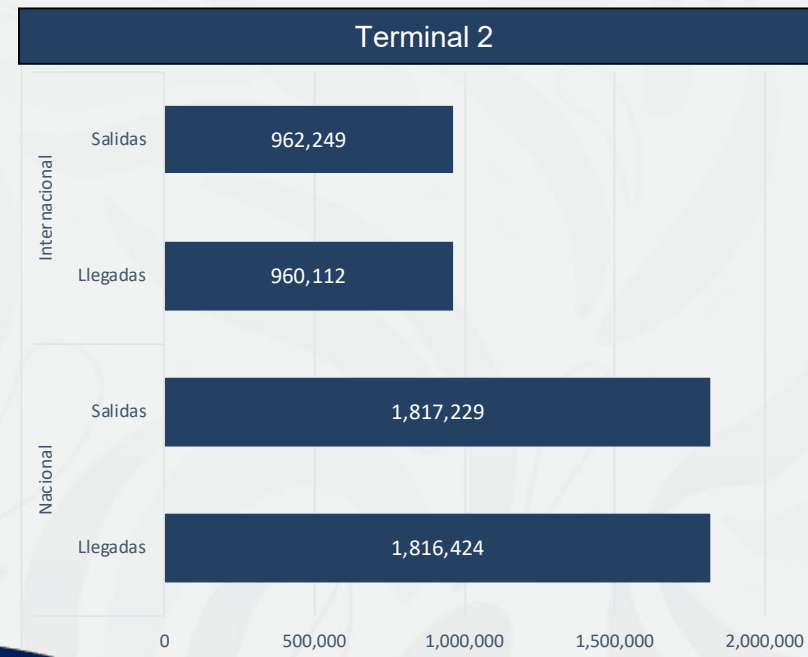 Terminal 2
Internacional
Salidas
962,249
Llegadas
960,112
Nacional
Salidas
1,817,229
Llegadas
1,816,424
0 500,000 1,000,000 1,500,000 2,000,000